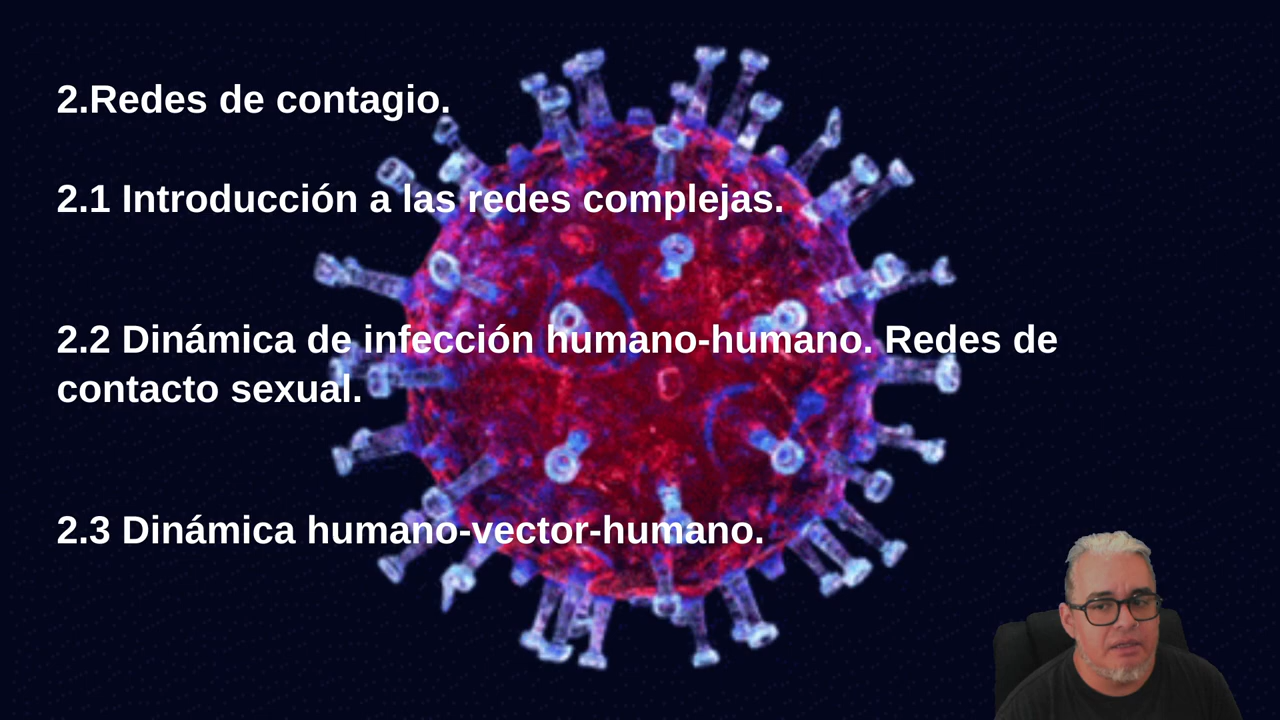 2.Redes de contagio.
2.1 Introducción a las redes complejas.
2.2 Dinámica de infección humano-humano. Redes de
contacto sexual.
2.3 Dinámica humano-vector-humano.